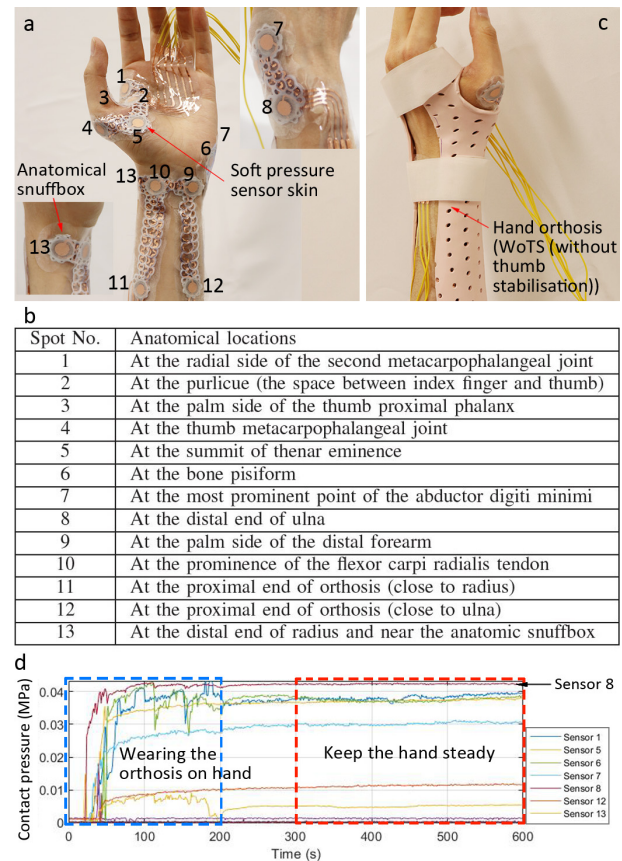 a
7
c
1
2
3
4
5
8
7
6
Anatomical
snuffbox
13
10
9
Soft pressure
sensor skin
13
11
12
Hand orthosis
(WoTS (without
thumb
stabilisation))
b
Spot No. Anatomical locations
1 At the radial side of the second metacarpophalangeal joint
2 At the purlicue (the space between index finger and thumb)
3 At the palm side of the thumb proximal phalanx
4 At the thumb metacarpophalangeal joint
5 At the summit of thenar eminence
6 At the bone pisiform
7 At the most prominent point of the abductor digiti minimi
8 At the distal end of ulna
9 At the palm side of the distal forearm
10 At the prominence of the flexor carpi radialis tendon
11 At the proximal end of orthosis (close to radius)
12 At the proximal end of orthosis (close to ulna)
13 At the distal end of radius and near the anatomic snuffbox
d
Contact pressure (MPa)
0.04
0.03
0.02
0.01
0
Sensor 8
Wearing the
orthosis on hand
Keep the hand steady
Sensor 1
Sensor 5
Sensor 6
Sensor 7
Sensor 8
Sensor 12
Sensor 13
0 100 200 300 400 500 600
Time (s)